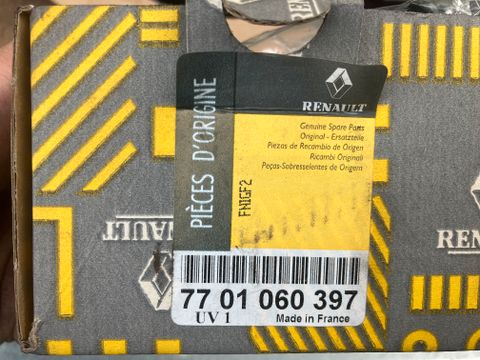 RENAULT
PIÈCES D'ORIGINE
Genuine Spare Parts
Original - Ersatzteile
Piezas de Recambio de Origen
Ricambi Originali
Peças-Sobresselentes de Origem
FN1GF2
77 01 060 397
UV 1
Made in France
RENAULT
REN